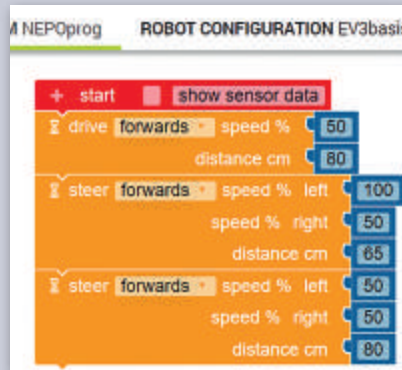 NEPOprog ROBOT CONFIGURATION EV3basis
+ start show sensor data
drive forwards speed % 50
distance cm 80
steer forwards speed % left 100
speed % right 50
distance cm 65
steer forwards speed % left 50
speed % right 50
distance cm 80